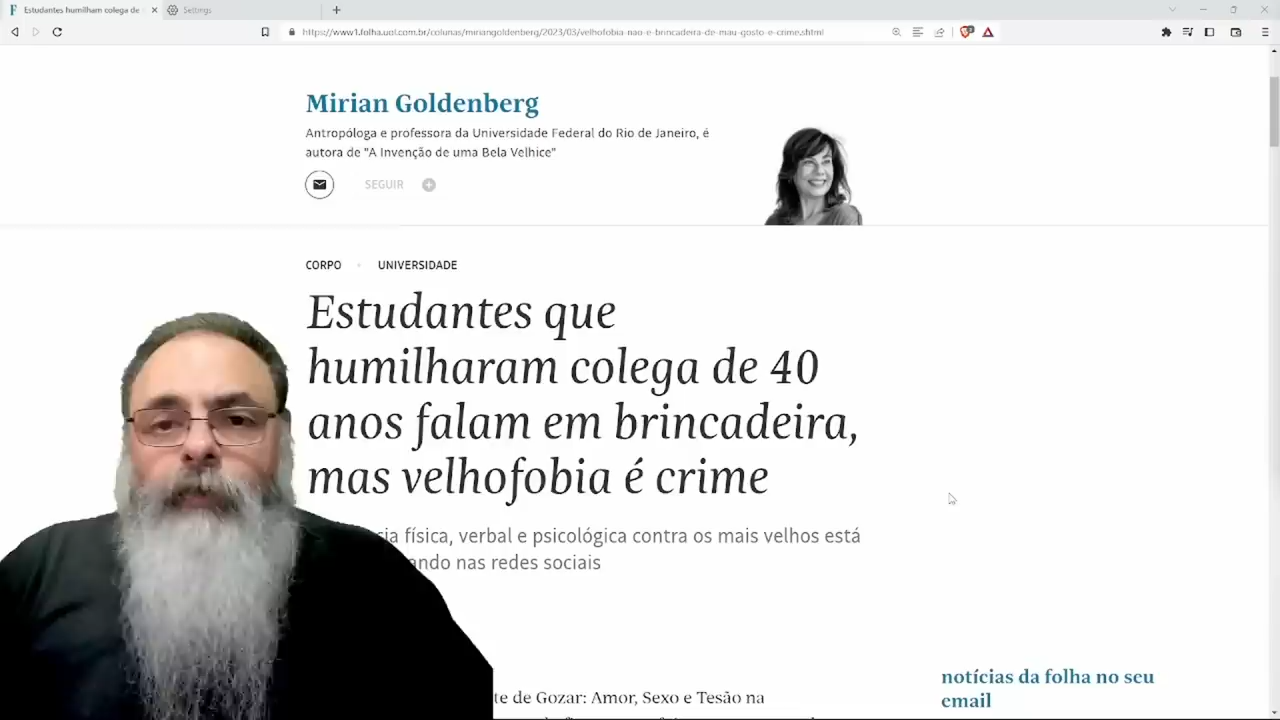 Estudantes humilham colega de
Settings
https://www1.folha.uol.com.br/colunas/miriangoldenberg/2023/03/velhofobia-nao-e-brincadeira-de-mau-gosto-e-crime.shtml
Mirian Goldenberg
Antropóloga e professora da Universidade Federal do Rio de Janeiro, é
autora de "A Invenção de uma Bela Velhice"
SEGUIR
CORPO UNIVERSIDADE
Estudantes que
humilharam colega de 40
anos falam em brincadeira,
mas velhofobia é crime
física, verbal e psicológica contra os mais velhos está
nas redes sociais
te de Gozar: Amor, Sexo e Tesão na
notícias da folha no seu
email